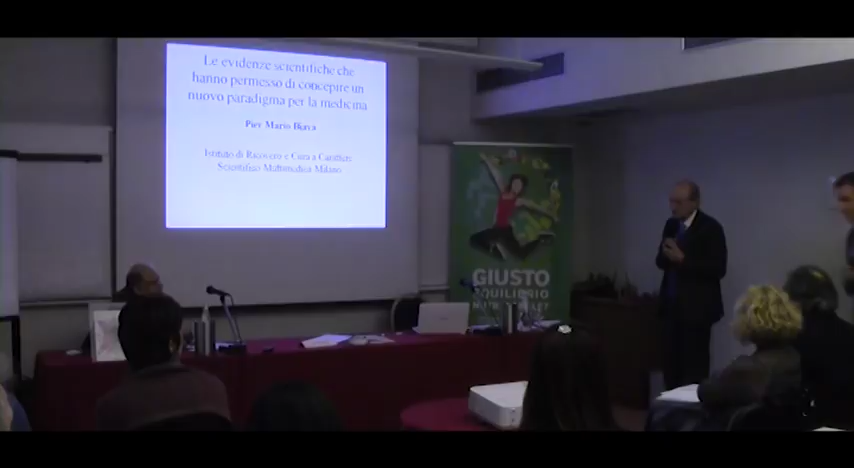 Le evidenze scientifiche che
hanno permesso di concepire un
nuovo paradigma per la medicina
Pier Mario Biava
Istituto di Ricovero e Cura a Carattere
Scientifico Multimedica Milano
GIUSTO
EQUILIBRIO